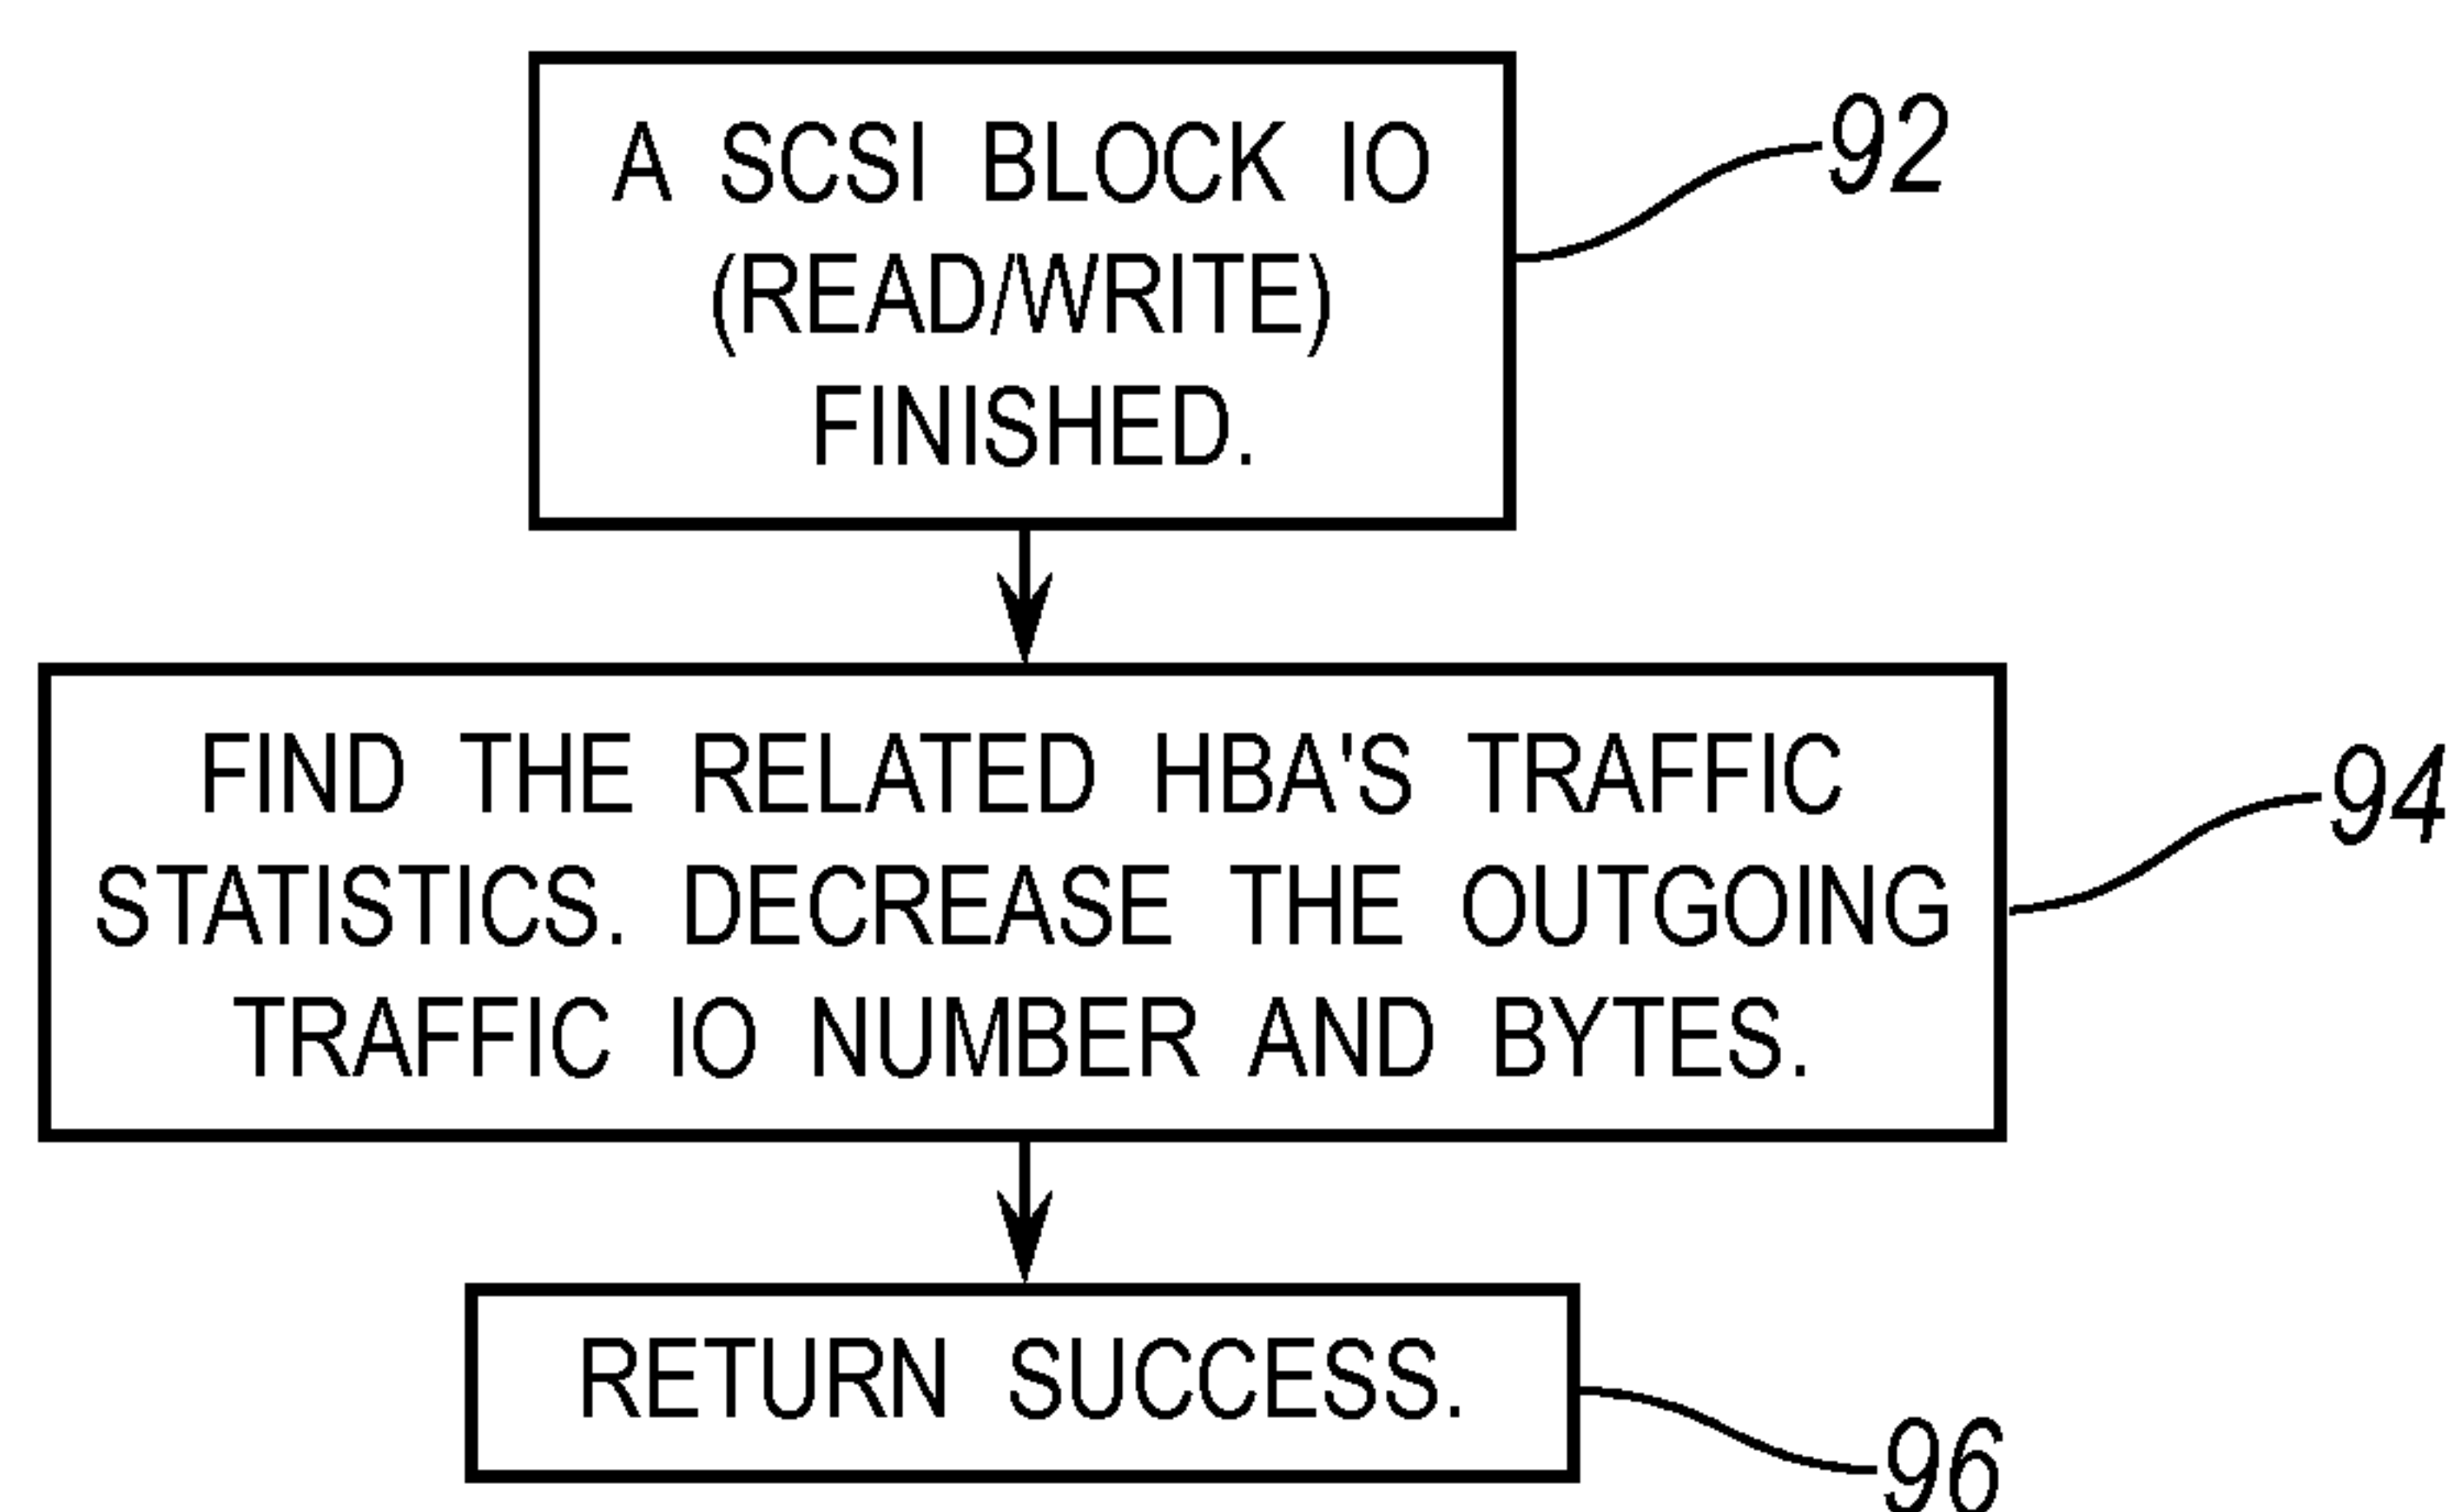 A SCSI BLOCK IO
(READ/WRITE)
FINISHED.
92
FIND THE RELATED HBA'S TRAFFIC
STATISTICS. DECREASE THE OUTGOING
TRAFFIC IO NUMBER AND BYTES.
94
RETURN SUCCESS.
96